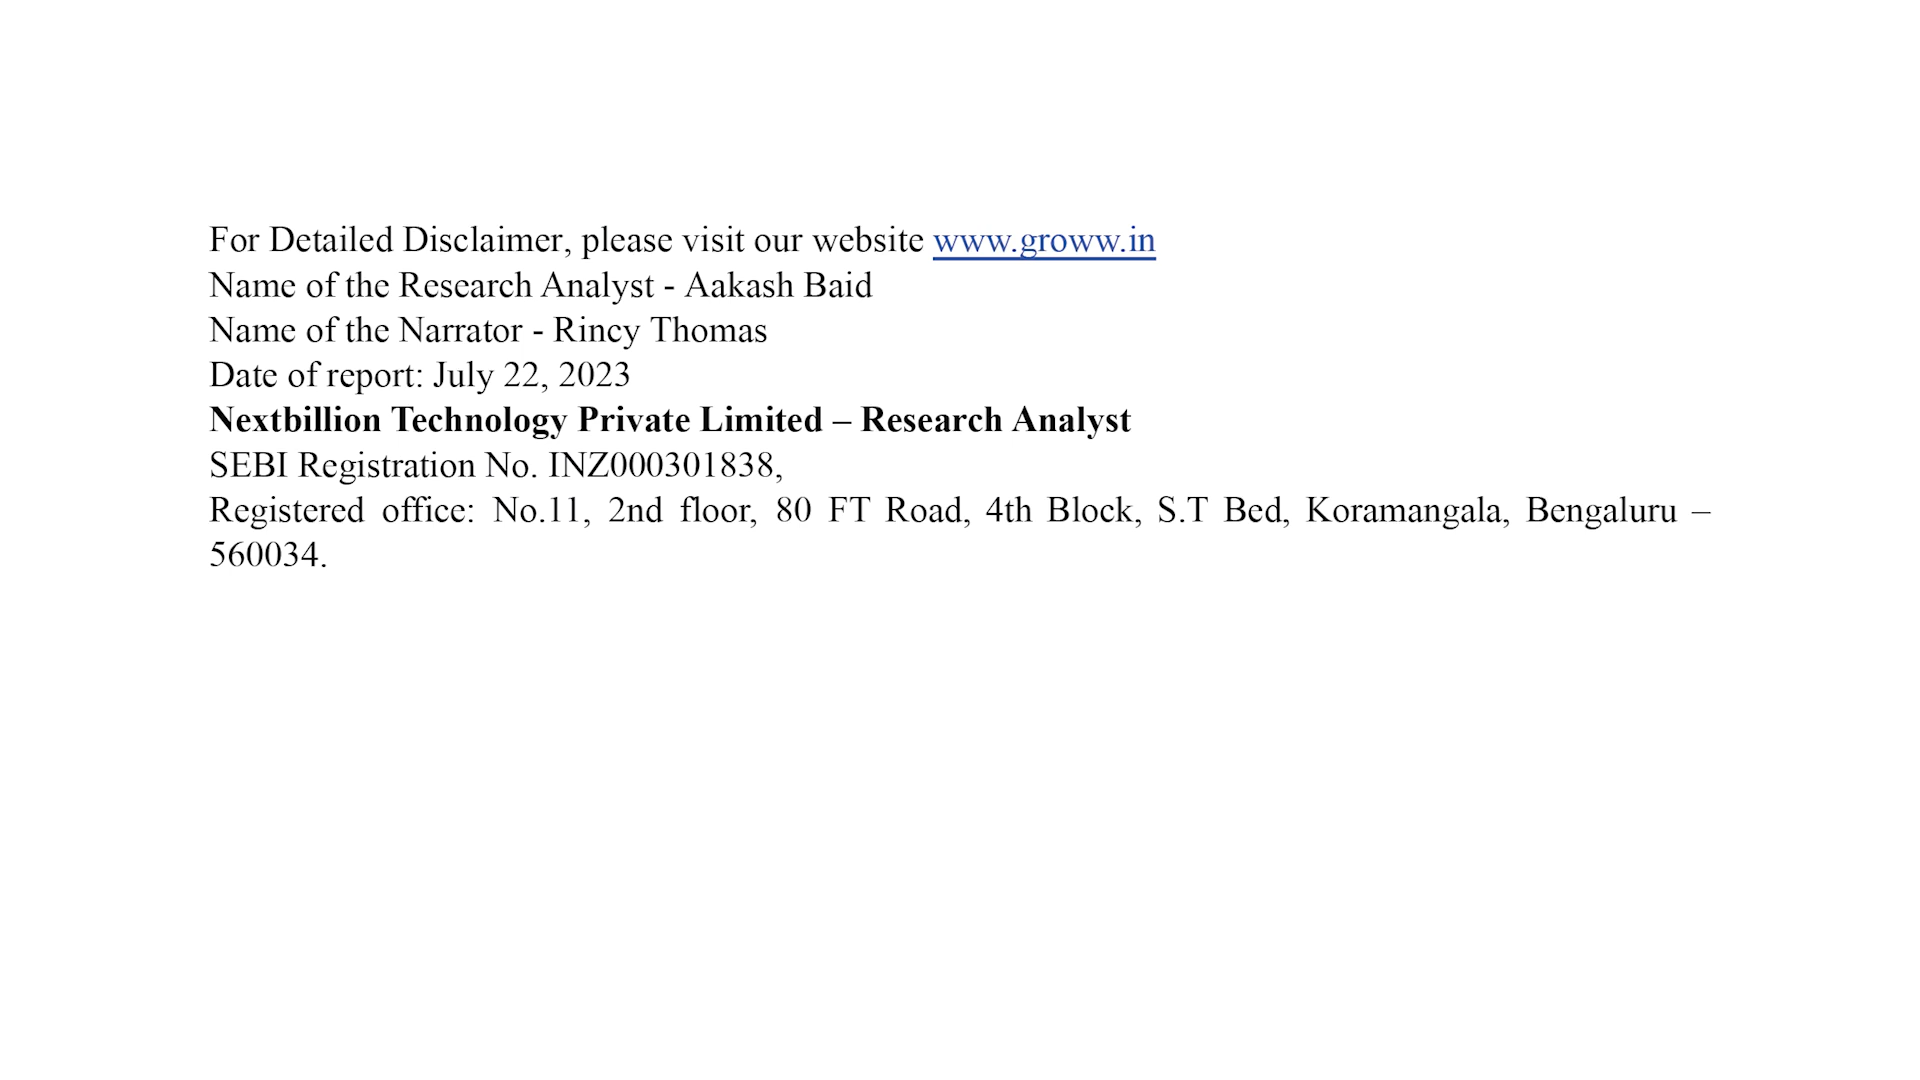 For Detailed Disclaimer, please visit our website www.groww.in
Name of the Research Analyst - Aakash Baid
Name of the Narrator - Rincy Thomas
Date of report: July 22, 2023
Nextbillion Technology Private Limited – Research Analyst
SEBI Registration No. INZ000301838,
Registered office: No.11, 2nd floor, 80 FT Road, 4th Block, S.T Bed, Koramangala, Bengaluru –
560034.